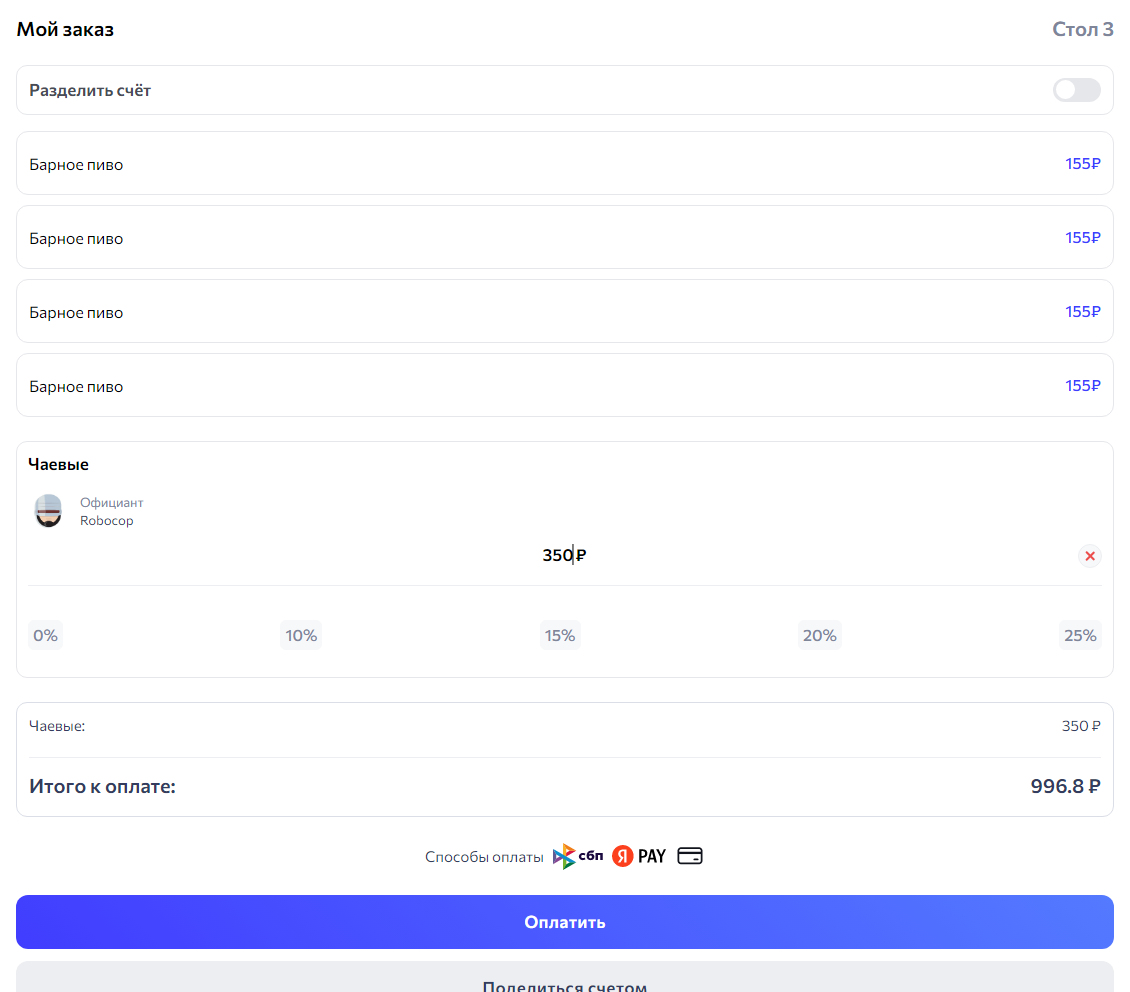 Мой заказ Стол 3
Разделить счёт
Барное пиво 155₽
Барное пиво 155₽
Барное пиво 155₽
Барное пиво 155₽
Чаевые
Официант
Robocop
350₽
0% 10% 15% 20% 25%
Чаевые: 350 ₽
Итого к оплате: 996.8 ₽
Способы оплаты сбп Я PAY
Оплатить
Поделиться счетом